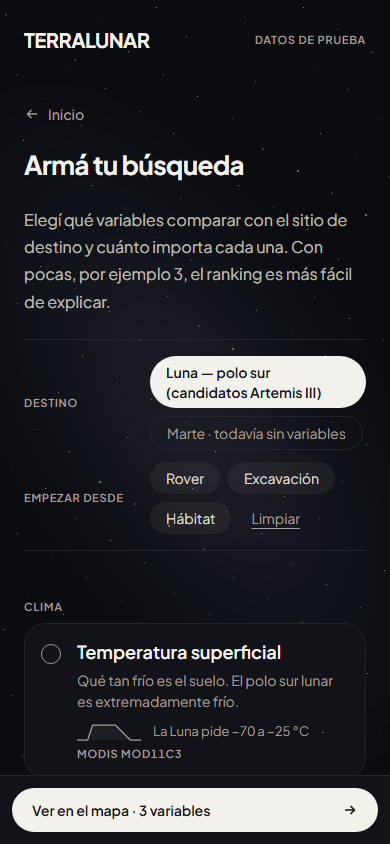 TERRALUNAR
DATOS DE PRUEBA
← Inicio
Armá tu búsqueda
Elegí qué variables comparar con el sitio de
destino y cuánto importa cada una. Con
pocas, por ejemplo 3, el ranking es más fácil
de explicar.
DESTINO
Luna — polo sur
(candidatos Artemis III)
Marte · todavía sin variables
EMPEZAR DESDE
Rover
Excavación
Hábitat
Limpiar
CLIMA
Temperatura superficial
Qué tan frío es el suelo. El polo sur lunar
es extremadamente frío.
La Luna pide −70 a −25 °C ·
MODIS MOD11C3
Ver en el mapa · 3 variables →